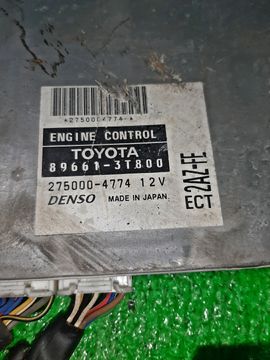 *275000-4774-*
ENGINE CONTROL
TOYOTA
89661-3T800
275000-4774 12V
DENSO MADE IN JAPAN.
2AZ-FE
ECT